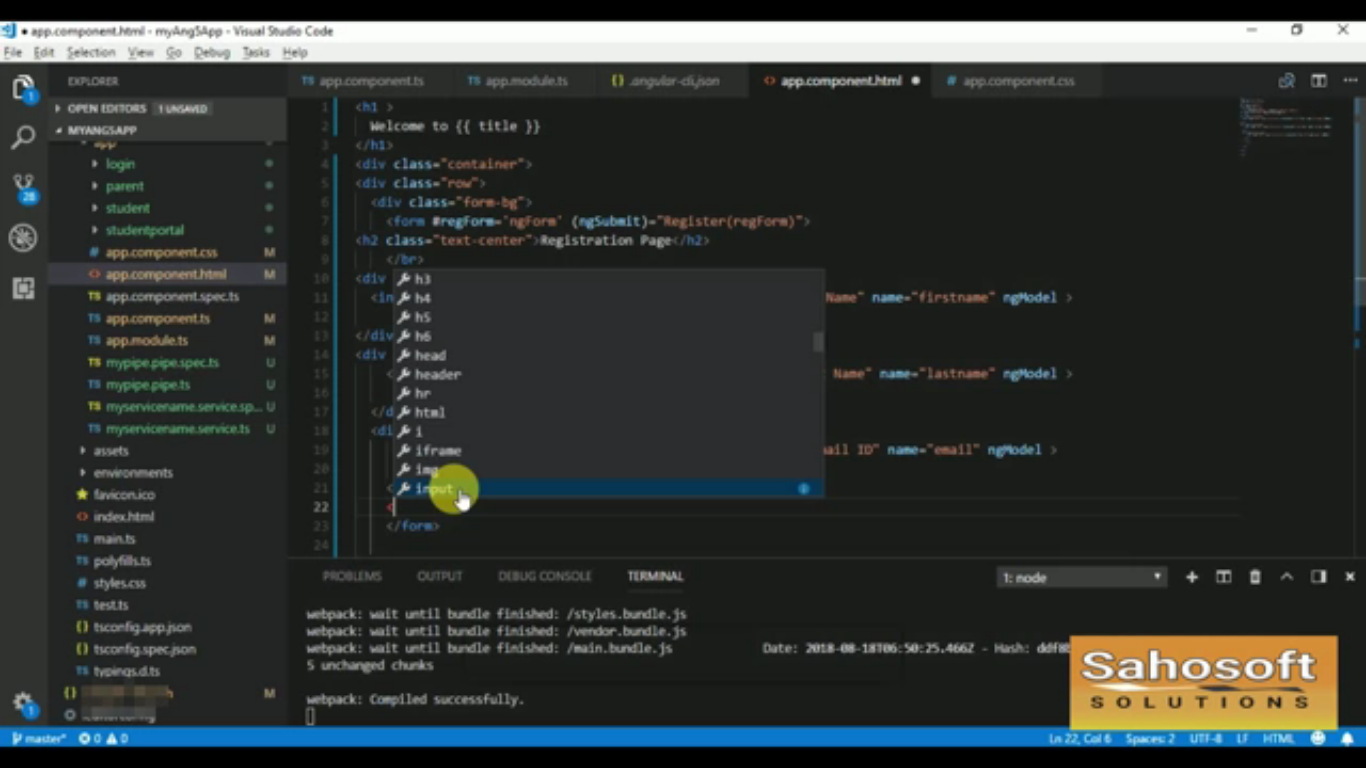 app.component.html - myAng5App - Visual Studio Code
File Edit Selection View Go Debug Tasks Help
EXPLORER
OPEN EDITORS 1 UNSAVED
MYANG5APP
app
login
parent
student
studentportal
app.component.css M
app.component.html M
app.component.spec.ts
app.component.ts M
app.module.ts M
mypipe.pipe.spec.ts U
mypipe.pipe.ts U
myservicename.service.sp... U
myservicename.service.ts U
assets
environments
favicon.ico
index.html
main.ts
polyfills.ts
styles.css
test.ts
tsconfig.app.json
tsconfig.spec.json
typings.d.ts
M
app.component.ts app.module.ts .angular-cli.json app.component.html app.component.css
1 <h1 >
2 Welcome to {{ title }}
3 </h1>
4 <div class="container">
5 <div class="row">
6 <div class="form-bg">
7 <form #regForm='ngForm' (ngSubmit)="Register(regForm)">
8 <h2 class="text-center">Registration Page</h2>
9 </br>
10 <div
11 <in Name" name="firstname" ngModel >
12
13 </div
14 <div
15 < Name" name="lastname" ngModel >
16
17 </d
18 <di
19 ail ID" name="email" ngModel >
20
21 <
22 <
23 </form>
24
h3
h4
h5
h6
head
header
hr
html
i
iframe
img
input
PROBLEMS OUTPUT DEBUG CONSOLE TERMINAL 1: node
webpack: wait until bundle finished: /styles.bundle.js
webpack: wait until bundle finished: /vendor.bundle.js
webpack: wait until bundle finished: /main.bundle.js Date: 2018-08-18T06:50:25.466Z - Hash:
5 unchanged chunks
webpack: Compiled successfully.
Sahosoft
SOLUTIONS
master* 0 0 Ln 22, Col 6 Spaces: 2 UTF-8 LF HTML